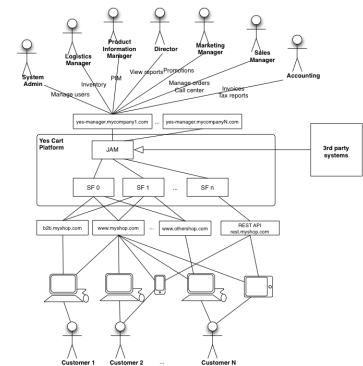 Product
Information
Manager
Director
Marketing
Manager
Logistics
Manager
Sales
Manager
System
Admin
Accounting
Manage users
Inventory
PIM
View reports
Promotions
Manage orders
Call center
Invoices
Tax reports
yes-manager.mycompany1.com
...
yes-manager.mycompanyN.com
Yes Cart
Platform
JAM
3rd party
systems
SF 0
SF 1
...
SF n
b2b.myshop.com
www.myshop.com
...
www.othershop.com
REST API
rest.myshop.com
Customer 1
Customer 2
...
Customer N